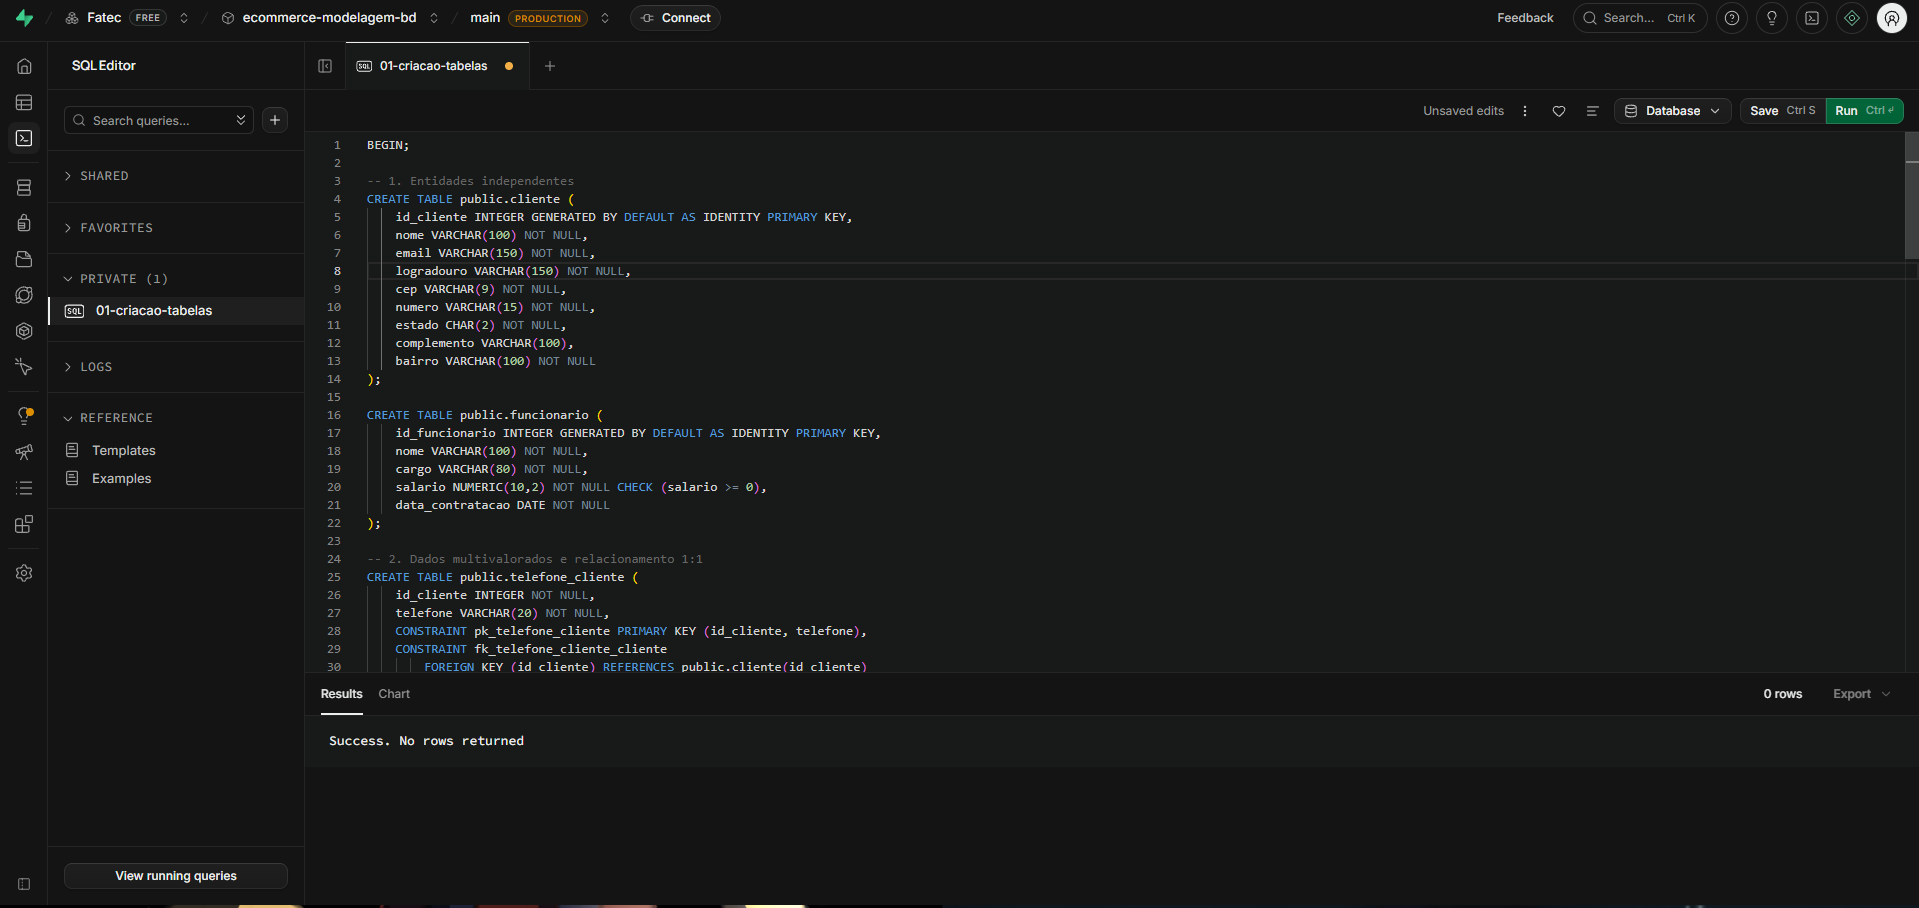 Fatec FREE ecommerce-modelagem-bd main PRODUCTION Connect Feedback Search... Ctrl K
SQL Editor
01-criacao-tabelas
Search queries...
Unsaved edits Database Save Ctrl S Run Ctrl ↵
SHARED
FAVORITES
PRIVATE (1)
01-criacao-tabelas
LOGS
REFERENCE
Templates
Examples
View running queries
1 BEGIN;
2
3 -- 1. Entidades independentes
4 CREATE TABLE public.cliente (
5 id_cliente INTEGER GENERATED BY DEFAULT AS IDENTITY PRIMARY KEY,
6 nome VARCHAR(100) NOT NULL,
7 email VARCHAR(150) NOT NULL,
8 logradouro VARCHAR(150) NOT NULL,
9 cep VARCHAR(9) NOT NULL,
10 numero VARCHAR(15) NOT NULL,
11 estado CHAR(2) NOT NULL,
12 complemento VARCHAR(100),
13 bairro VARCHAR(100) NOT NULL
14 );
15
16 CREATE TABLE public.funcionario (
17 id_funcionario INTEGER GENERATED BY DEFAULT AS IDENTITY PRIMARY KEY,
18 nome VARCHAR(100) NOT NULL,
19 cargo VARCHAR(80) NOT NULL,
20 salario NUMERIC(10,2) NOT NULL CHECK (salario >= 0),
21 data_contratacao DATE NOT NULL
22 );
23
24 -- 2. Dados multivalorados e relacionamento 1:1
25 CREATE TABLE public.telefone_cliente (
26 id_cliente INTEGER NOT NULL,
27 telefone VARCHAR(20) NOT NULL,
28 CONSTRAINT pk_telefone_cliente PRIMARY KEY (id_cliente, telefone),
29 CONSTRAINT fk_telefone_cliente_cliente
30 FOREIGN KEY (id_cliente) REFERENCES public.cliente(id_cliente)
Results Chart 0 rows Export
Success. No rows returned